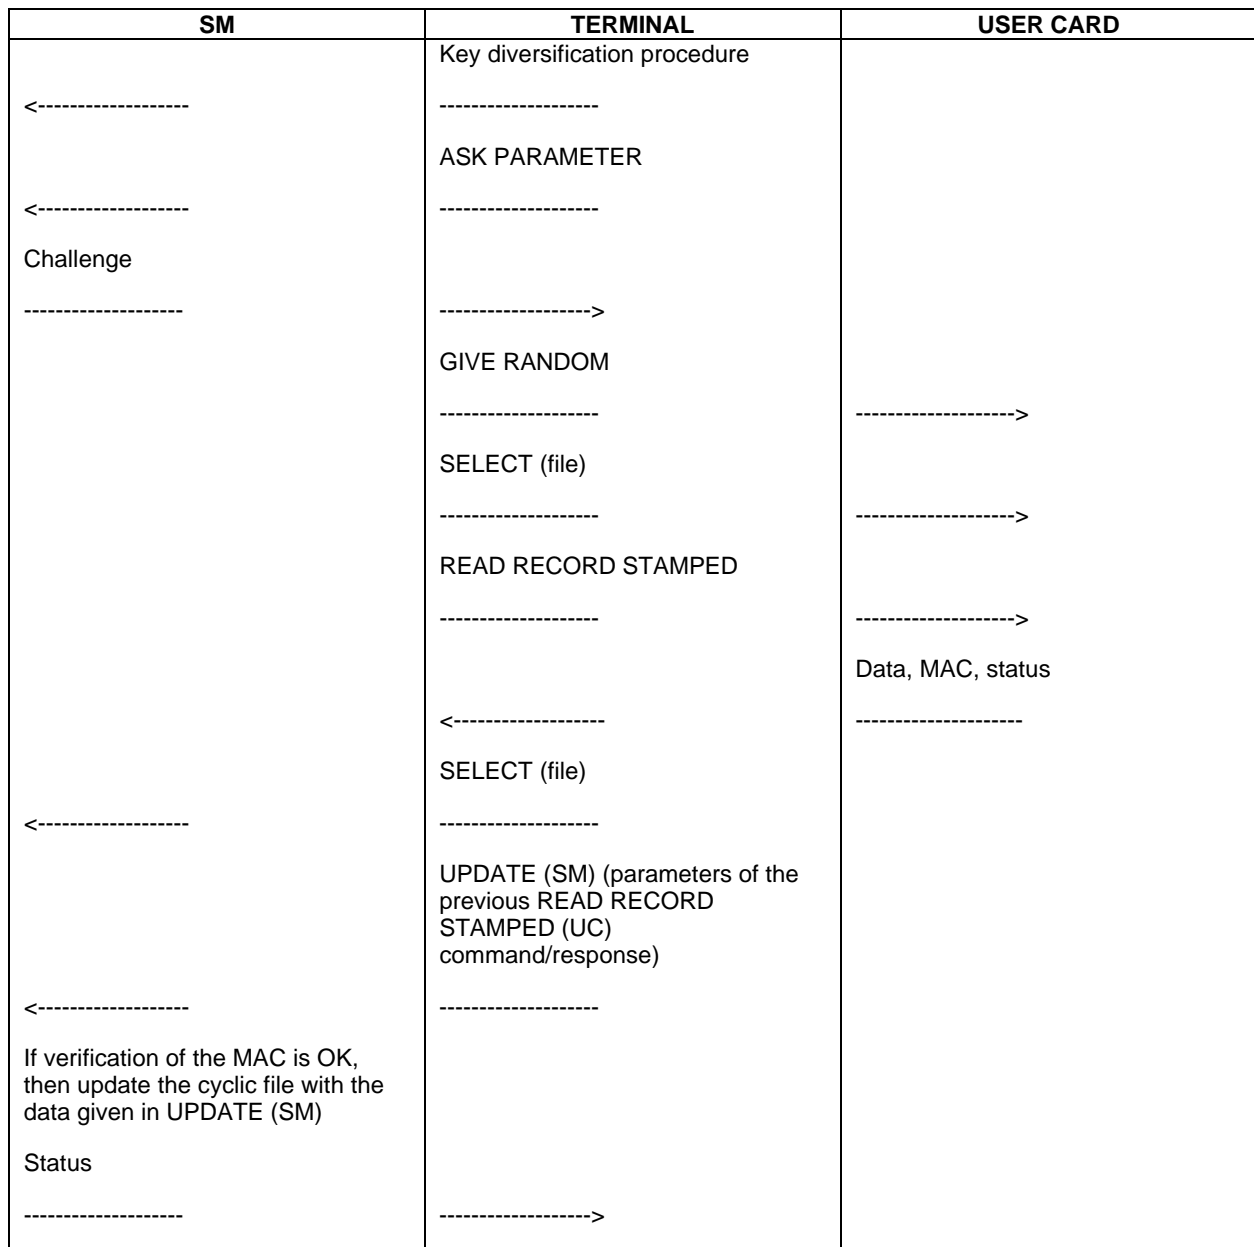 SM TERMINAL USER CARD
Key diversification procedure
<------------------- --------------------
ASK PARAMETER
<------------------- --------------------
Challenge
-------------------- ------------------->
GIVE RANDOM
-------------------- -------------------->
SELECT (file)
-------------------- -------------------->
READ RECORD STAMPED
-------------------- -------------------->
Data, MAC, status
<------------------- ---------------------
SELECT (file)
<------------------- --------------------
UPDATE (SM) (parameters of the
previous READ RECORD
STAMPED (UC)
command/response)
<------------------- --------------------
If verification of the MAC is OK,
then update the cyclic file with the
data given in UPDATE (SM)
Status
-------------------- ------------------->